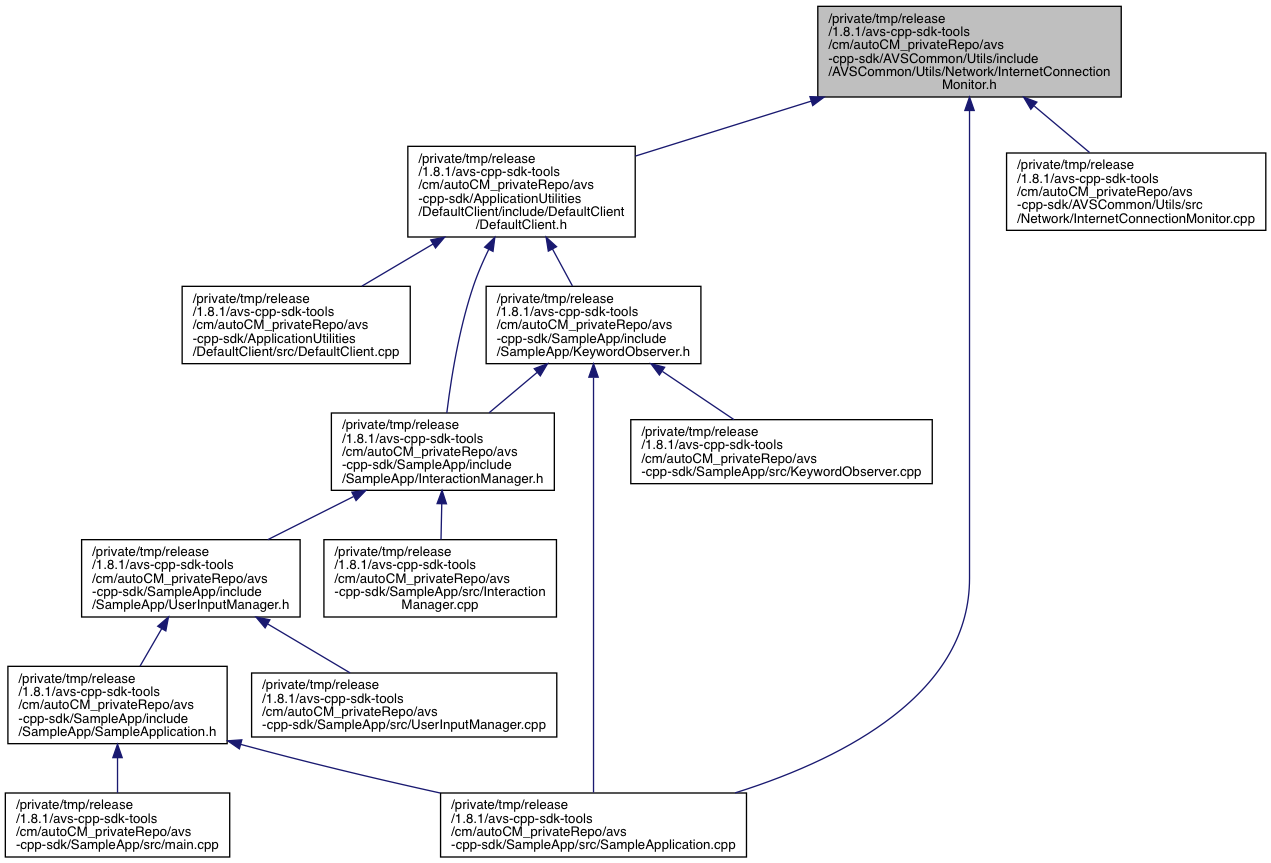 /private/tmp/release
/1.8.1/avs-cpp-sdk-tools
/cm/autoCM_privateRepo/avs
-cpp-sdk/AVSCommon/Utils/include
/AVSCommon/Utils/Network/InternetConnection
Monitor.h
/private/tmp/release
/1.8.1/avs-cpp-sdk-tools
/cm/autoCM_privateRepo/avs
-cpp-sdk/ApplicationUtilities
/DefaultClient/include/DefaultClient
/DefaultClient.h
/private/tmp/release
/1.8.1/avs-cpp-sdk-tools
/cm/autoCM_privateRepo/avs
-cpp-sdk/AVSCommon/Utils/src
/Network/InternetConnectionMonitor.cpp
/private/tmp/release
/1.8.1/avs-cpp-sdk-tools
/cm/autoCM_privateRepo/avs
-cpp-sdk/ApplicationUtilities
/DefaultClient/src/DefaultClient.cpp
/private/tmp/release
/1.8.1/avs-cpp-sdk-tools
/cm/autoCM_privateRepo/avs
-cpp-sdk/SampleApp/include
/SampleApp/KeywordObserver.h
/private/tmp/release
/1.8.1/avs-cpp-sdk-tools
/cm/autoCM_privateRepo/avs
-cpp-sdk/SampleApp/include
/SampleApp/InteractionManager.h
/private/tmp/release
/1.8.1/avs-cpp-sdk-tools
/cm/autoCM_privateRepo/avs
-cpp-sdk/SampleApp/src/KeywordObserver.cpp
/private/tmp/release
/1.8.1/avs-cpp-sdk-tools
/cm/autoCM_privateRepo/avs
-cpp-sdk/SampleApp/include
/SampleApp/UserInputManager.h
/private/tmp/release
/1.8.1/avs-cpp-sdk-tools
/cm/autoCM_privateRepo/avs
-cpp-sdk/SampleApp/src/Interaction
Manager.cpp
/private/tmp/release
/1.8.1/avs-cpp-sdk-tools
/cm/autoCM_privateRepo/avs
-cpp-sdk/SampleApp/include
/SampleApp/SampleApplication.h
/private/tmp/release
/1.8.1/avs-cpp-sdk-tools
/cm/autoCM_privateRepo/avs
-cpp-sdk/SampleApp/src/UserInputManager.cpp
/private/tmp/release
/1.8.1/avs-cpp-sdk-tools
/cm/autoCM_privateRepo/avs
-cpp-sdk/SampleApp/src/main.cpp
/private/tmp/release
/1.8.1/avs-cpp-sdk-tools
/cm/autoCM_privateRepo/avs
-cpp-sdk/SampleApp/src/SampleApplication.cpp